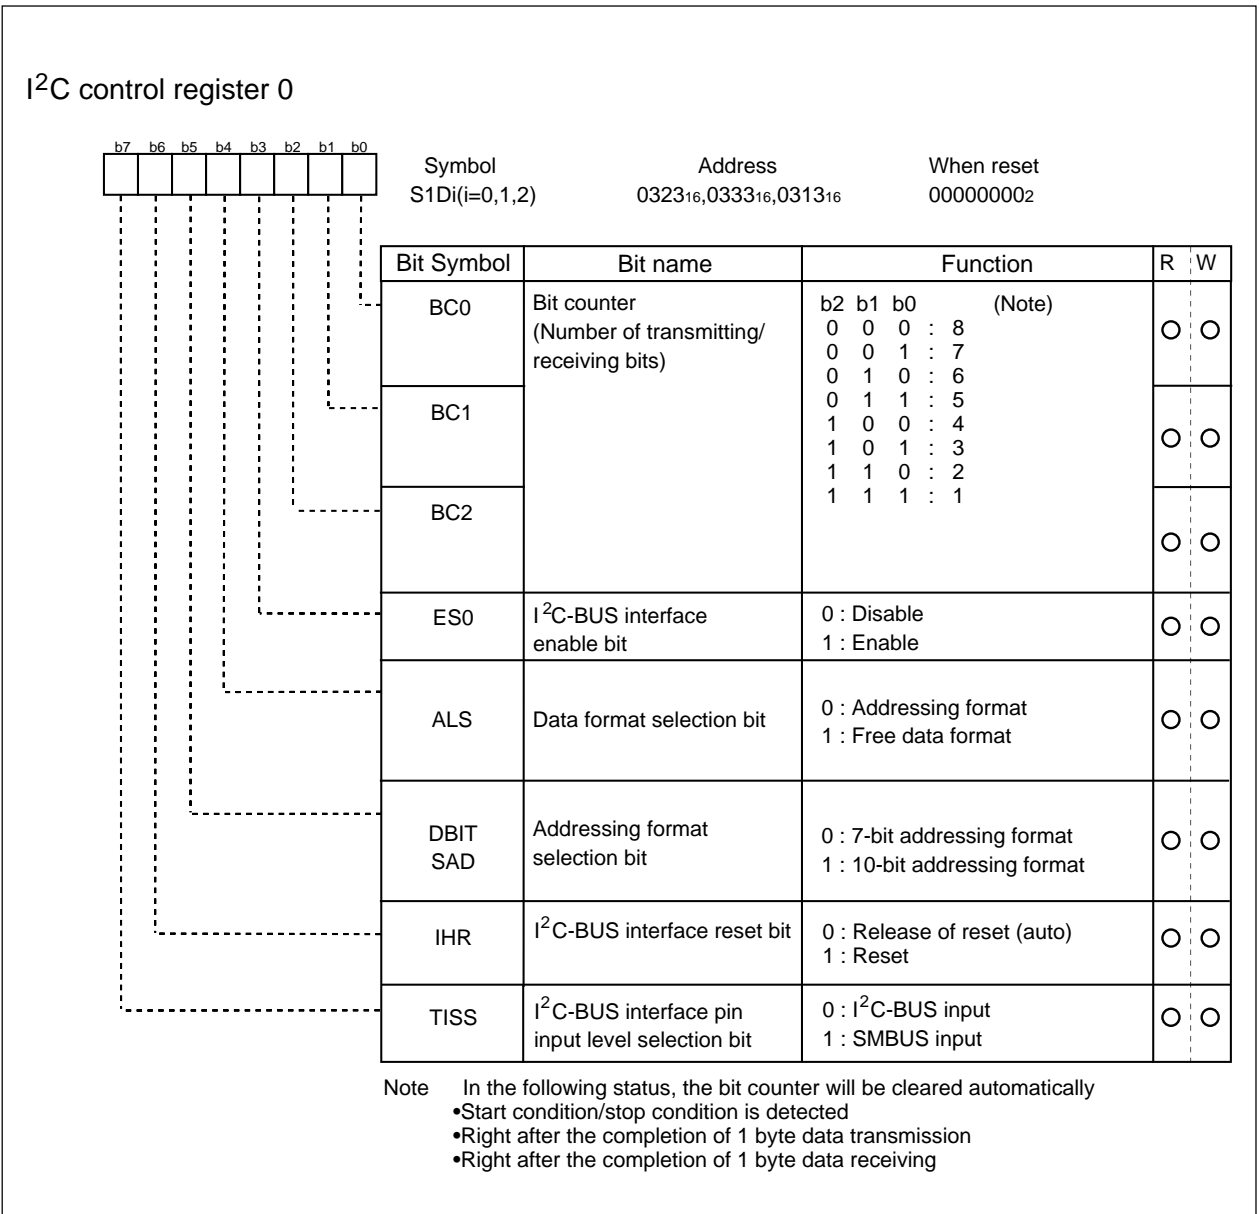 I2C control register 0
b7 b6 b5 b4 b3 b2 b1 b0
Symbol Address When reset
S1Di(i=0,1,2) 032316,033316,031316 000000002
Bit Symbol Bit name Function R W
BC0 Bit counter b2 b1 b0 (Note)
(Number of transmitting/ 0 0 0 : 8
receiving bits) 0 0 1 : 7
0 1 0 : 6
0 1 1 : 5
BC1 1 0 0 : 4
1 0 1 : 3
1 1 0 : 2
1 1 1 : 1
BC2
ES0 I2C-BUS interface 0 : Disable
enable bit 1 : Enable
ALS Data format selection bit 0 : Addressing format
1 : Free data format
DBIT Addressing format 0 : 7-bit addressing format
SAD selection bit 1 : 10-bit addressing format
IHR I2C-BUS interface reset bit 0 : Release of reset (auto)
1 : Reset
TISS I2C-BUS interface pin 0 : I2C-BUS input
input level selection bit 1 : SMBUS input
Note In the following status, the bit counter will be cleared automatically
•Start condition/stop condition is detected
•Right after the completion of 1 byte data transmission
•Right after the completion of 1 byte data receiving